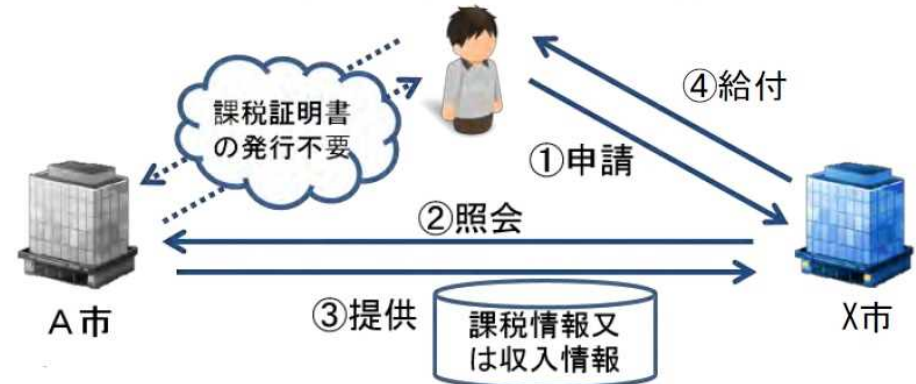 課税証明書
の発行不要
④給付
①申請
②照会
③提供
課税情報又
は収入情報
A市
X市